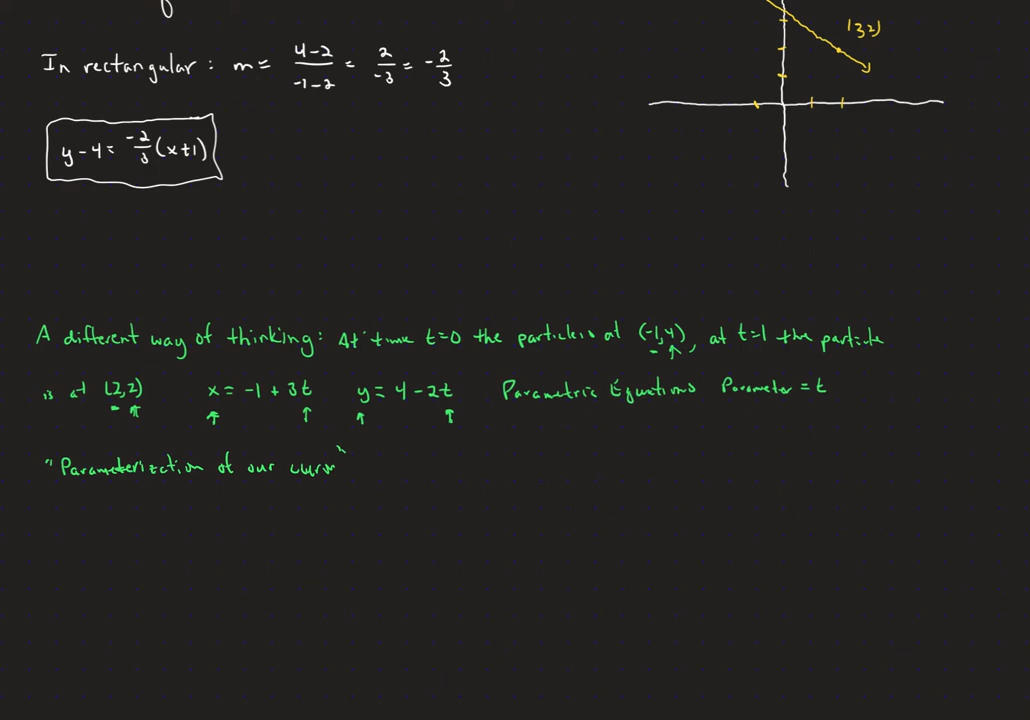 (3,2)
In rectangular: m = 4-2 / -1-2 = 2/-3 = -2/3
y-4 = -2/3 (x+1)
A different way of thinking: At time t=0 the particle is at (-1,4), at t=1 the particle
is at (2,2) x = -1 + 3t y = 4 - 2t Parametric Equations Parameter = t
"Parameterization of our curve"